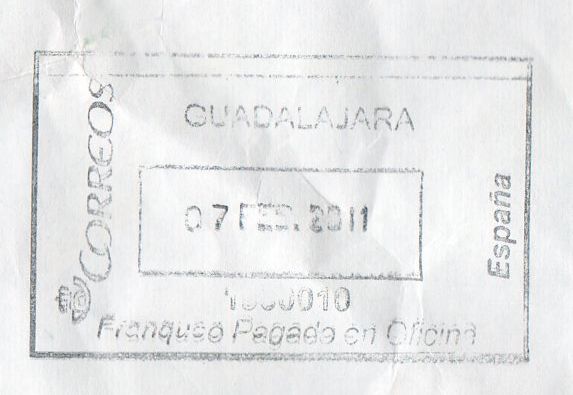 CORREOS
GUADALAJARA
07 FEB. 2011
España
Franqueo Pagado en Oficina